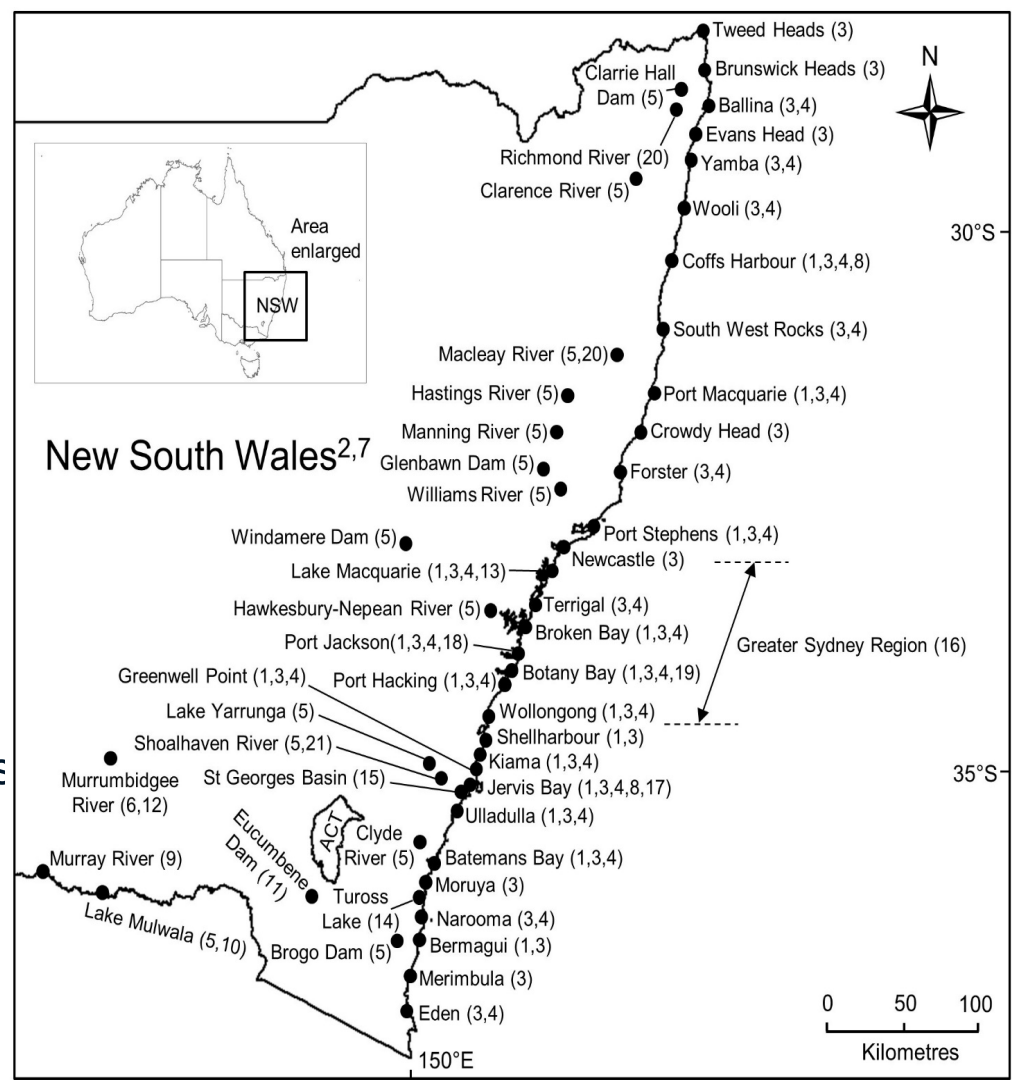 Tweed Heads (3)
N
Brunswick Heads (3)
Clarrie Hall
Dam (5)
Ballina (3,4)
Evans Head (3)
Richmond River (20)
Yamba (3,4)
Clarence River (5)
Wooli (3,4)
Area
enlarged
30°S
NSW
Coffs Harbour (1,3,4,8)
South West Rocks (3,4)
Macleay River (5,20)
Hastings River (5)
Port Macquarie (1,3,4)
Manning River (5)
Crowdy Head (3)
New South Wales2,7
Glenbawn Dam (5)
Forster (3,4)
Williams River (5)
Port Stephens (1,3,4)
Windamere Dam (5)
Newcastle (3)
Lake Macquarie (1,3,4,13)
Terrigal (3,4)
Hawkesbury-Nepean River (5)
Broken Bay (1,3,4)
Port Jackson(1,3,4,18)
Greater Sydney Region (16)
Botany Bay (1,3,4,19)
Greenwell Point (1,3,4)
Port Hacking (1,3,4)
Lake Yarrunga (5)
Wollongong (1,3,4)
Shellharbour (1,3)
Shoalhaven River (5,21)
Kiama (1,3,4)
35°S
Murrumbidgee
River (6,12)
St Georges Basin (15)
Jervis Bay (1,3,4,8,17)
Ulladulla (1,3,4)
ACT
Clyde
River (5)
Eucumbene
Dam (11)
Batemans Bay (1,3,4)
Murray River (9)
Moruya (3)
Tuross
Lake (14)
Lake Mulwala (5,10)
Narooma (3,4)
Brogo Dam (5)
Bermagui (1,3)
Merimbula (3)
Eden (3,4)
0 50 100
Kilometres
150°E